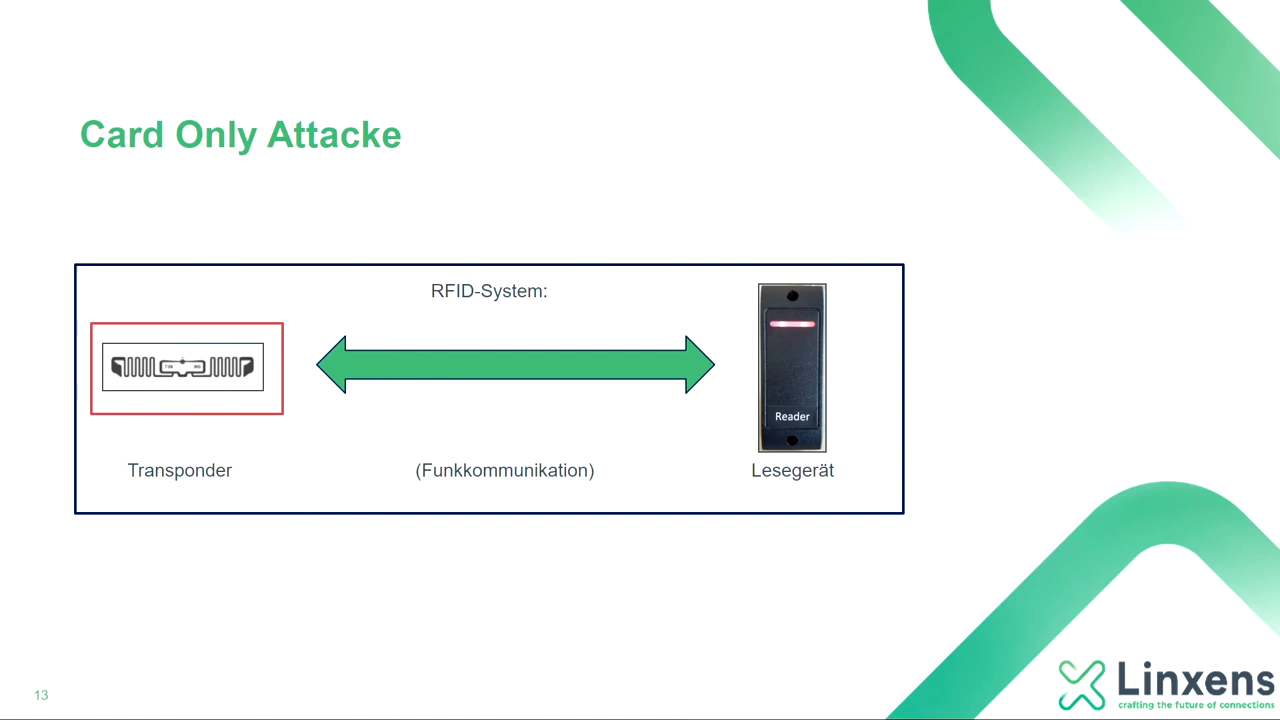 Card Only Attacke
RFID-System:
Reader
Transponder
(Funkkommunikation)
Lesegerät
13
Linxens
crafting the future of connections